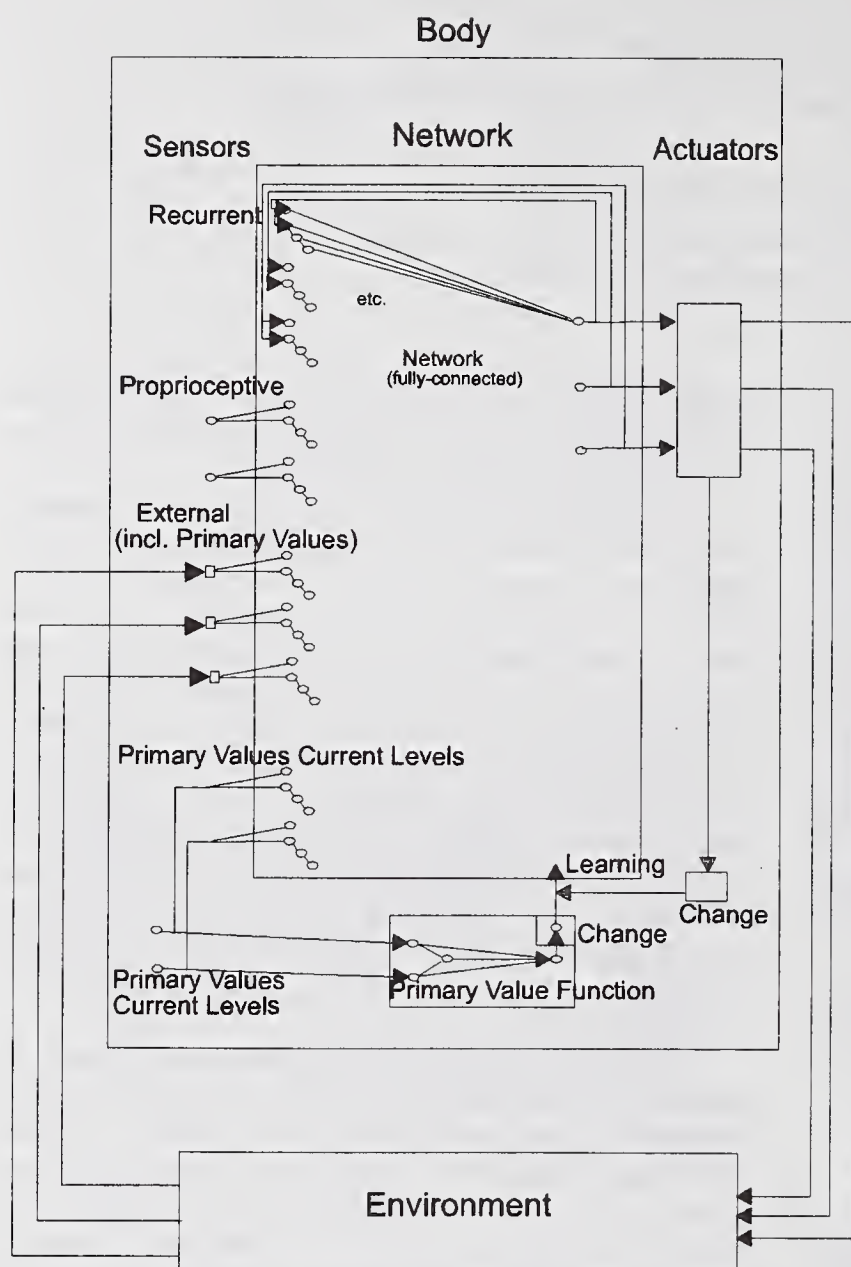 Body
Sensors
Network
Actuators
Recurrent
etc.
Network
(fully-connected)
Proprioceptive
External
(incl. Primary Values)
Primary Values Current Levels
Learning
Change
Change
Primary Values
Current Levels
Primary Value Function
Environment